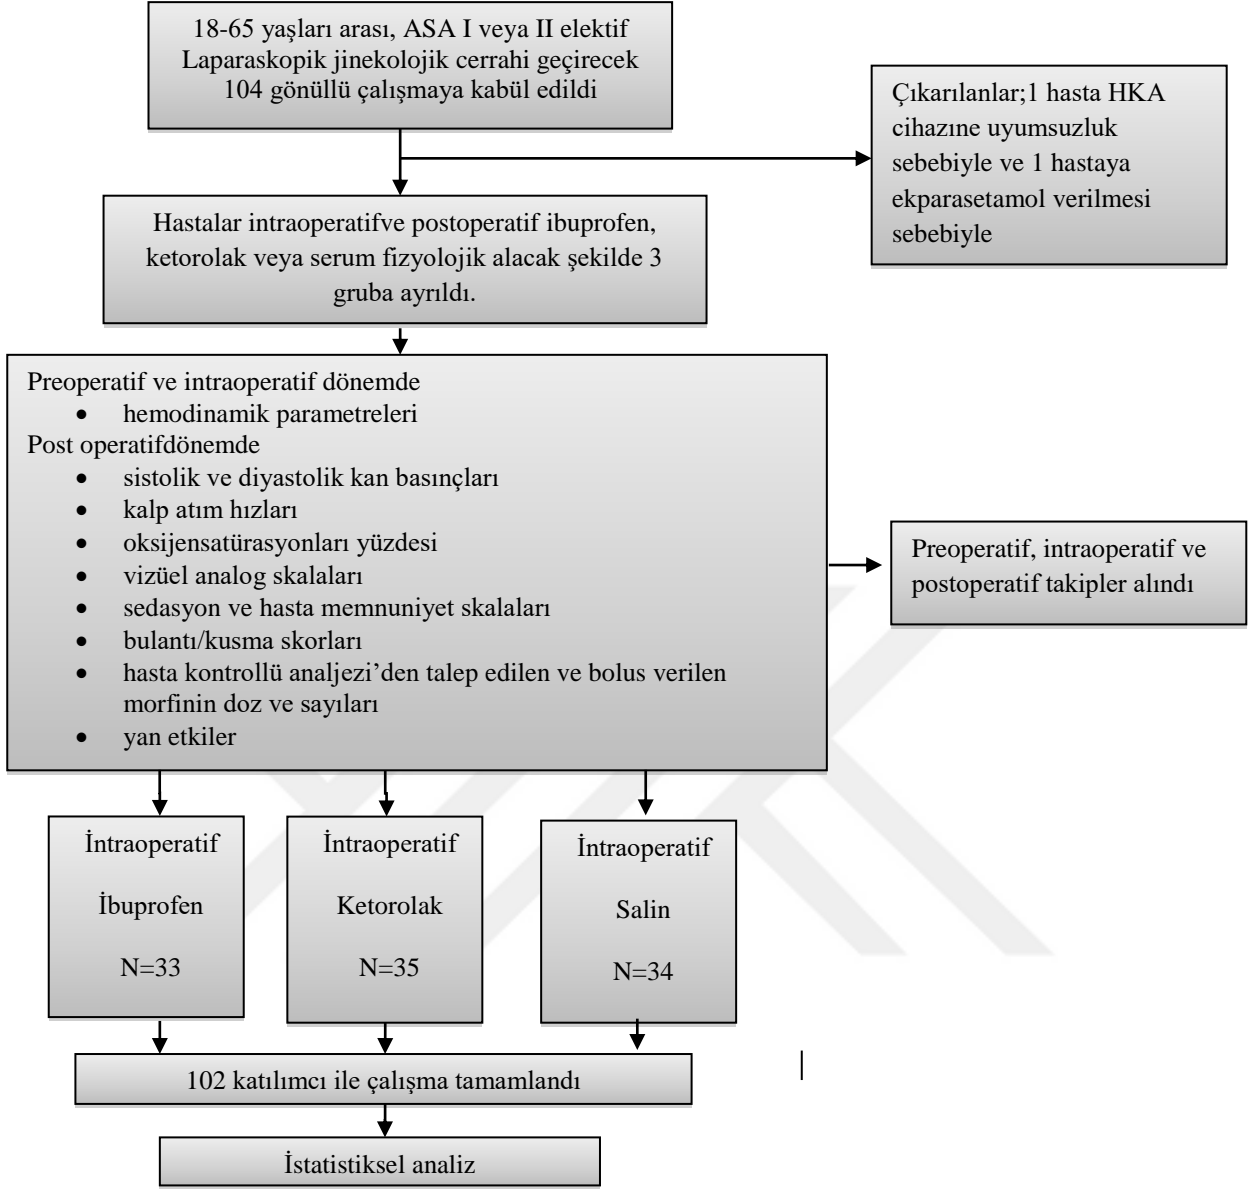 18-65 yaşları arası, ASA I veya II elektif
Laparaskopik jinekolojik cerrahi geçirecek
104 gönüllü çalışmaya kabül edildi
Çıkarılanlar;1 hasta HKA
cihazıne uyumsuzluk
sebebiyle ve 1 hastaya
ekparasetamol verilmesi
sebebiyle
Hastalar intraoperatifve postoperatif ibuprofen,
ketorolak veya serum fizyolojik alacak şekilde 3
gruba ayrıldı.
Preoperatif ve intraoperatif dönemde
• hemodinamik parametreleri
Post operatifdönemde
• sistolik ve diyastolik kan basınçları
• kalp atım hızları
• oksijensatürasyonları yüzdesi
• vizüel analog skalaları
• sedasyon ve hasta memnuniyet skalaları
• bulantı/kusma skorları
• hasta kontrollü analjezi’den talep edilen ve bolus verilen
morfinin doz ve sayıları
• yan etkiler
Preoperatif, intraoperatif ve
postoperatif takipler alındı
İntraoperatif
İbuprofen
N=33
İntraoperatif
Ketorolak
N=35
İntraoperatif
Salin
N=34
102 katılımcı ile çalışma tamamlandı
İstatistiksel analiz